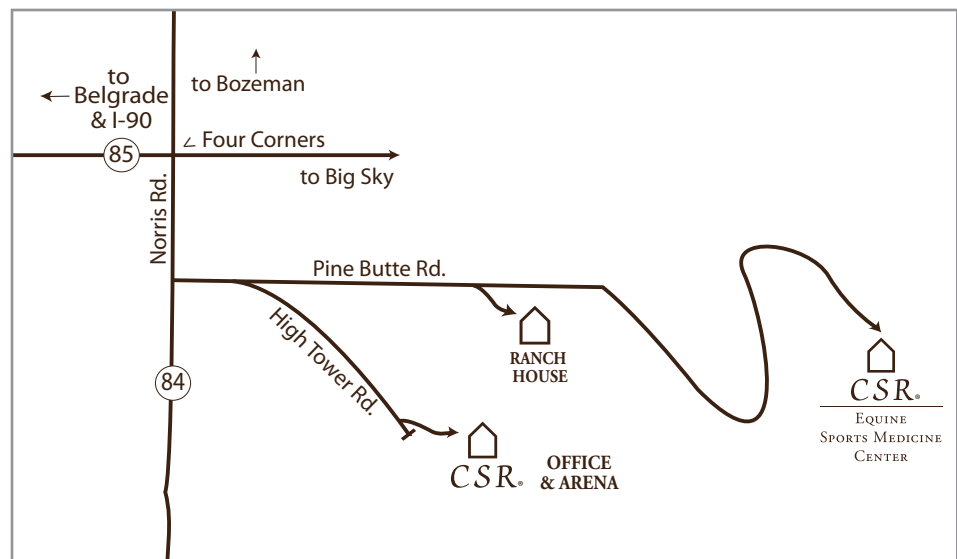 to
Belgrade
& I-90
to Bozeman
Four Corners
85
to Big Sky
Norris Rd.
Pine Butte Rd.
High Tower Rd.
RANCH
HOUSE
84
CSR®
EQUINE
SPORTS MEDICINE
CENTER
CSR®
OFFICE
& ARENA